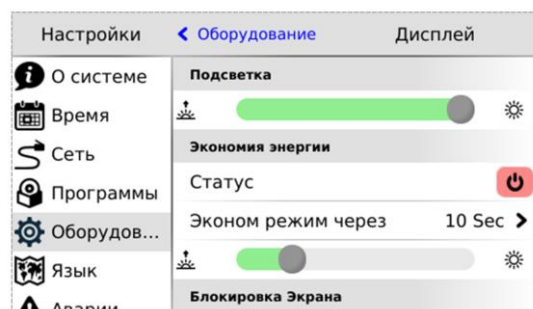 Настройки
Оборудование
Дисплей
О системе
Время
Сеть
Программы
Оборудов...
Язык
Аварии
Подсветка
Экономия энергии
Статус
Эконом режим через 10 Sec
Блокировка Экрана